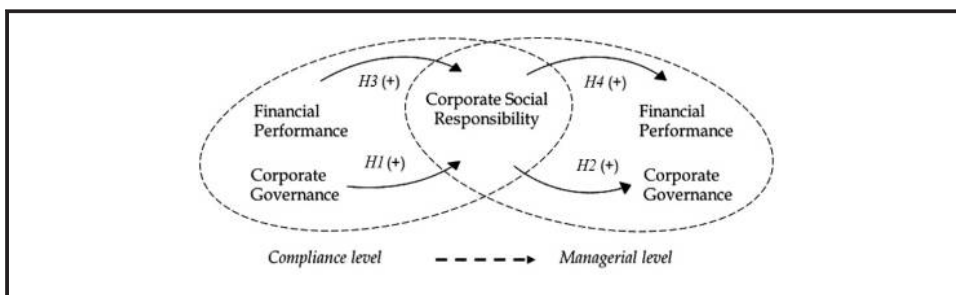 H3 (+)
H4 (+)
Financial
Performance
Corporate Social
Responsibility
Financial
Performance
H1 (+)
H2 (+)
Corporate
Governance
Corporate
Governance
Compliance level
Managerial level